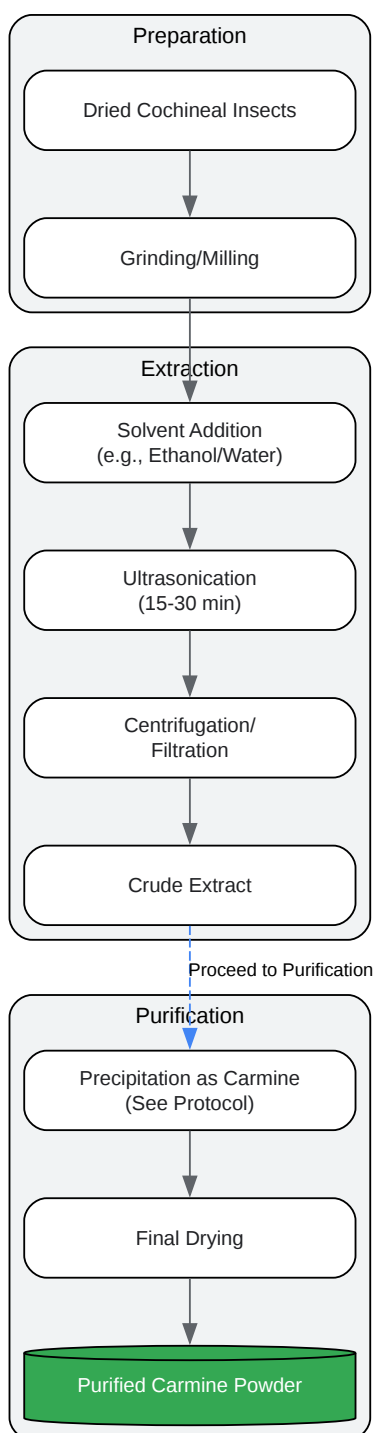 Preparation
Dried Cochineal Insects
Grinding/Milling
Extraction
Solvent Addition
(e.g., Ethanol/Water)
Ultrasonication
(15-30 min)
Centrifugation/
Filtration
Crude Extract
Proceed to Purification
Purification
Precipitation as Carmine
(See Protocol)
Final Drying
Purified Carmine Powder